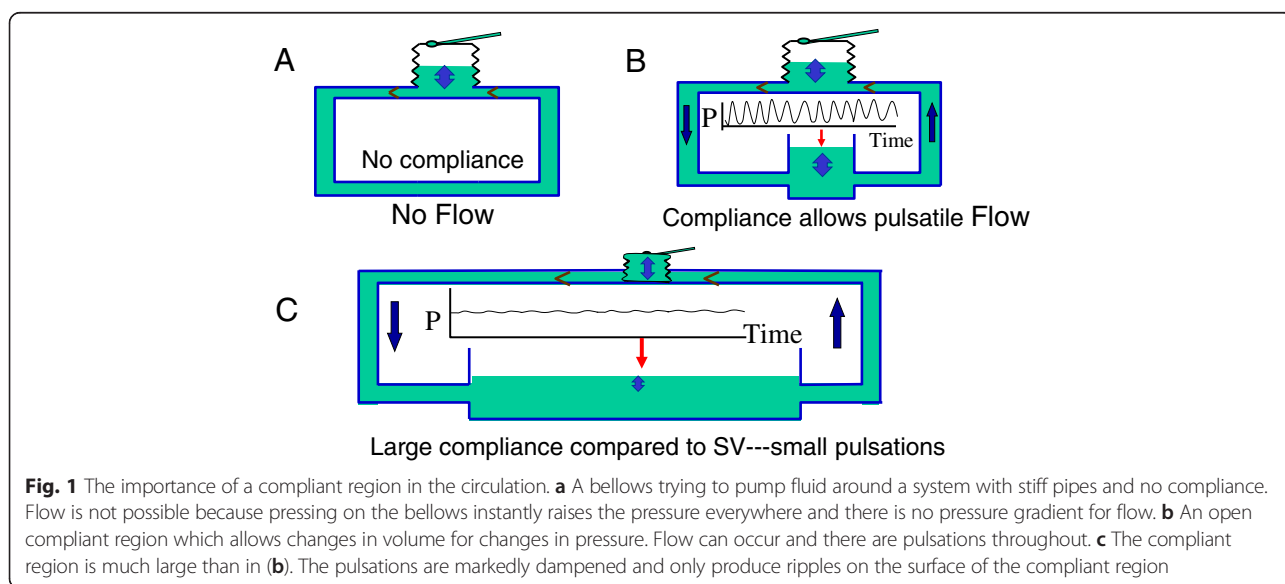 A
No compliance
No Flow
B
P
Time
Compliance allows pulsatile Flow
C
P
Time
Large compliance compared to SV---small pulsations
Fig. 1 The importance of a compliant region in the circulation. a A bellows trying to pump fluid around a system with stiff pipes and no compliance.
Flow is not possible because pressing on the bellows instantly raises the pressure everywhere and there is no pressure gradient for flow. b An open
compliant region which allows changes in volume for changes in pressure. Flow can occur and there are pulsations throughout. c The compliant
region is much large than in (b). The pulsations are markedly dampened and only produce ripples on the surface of the compliant region